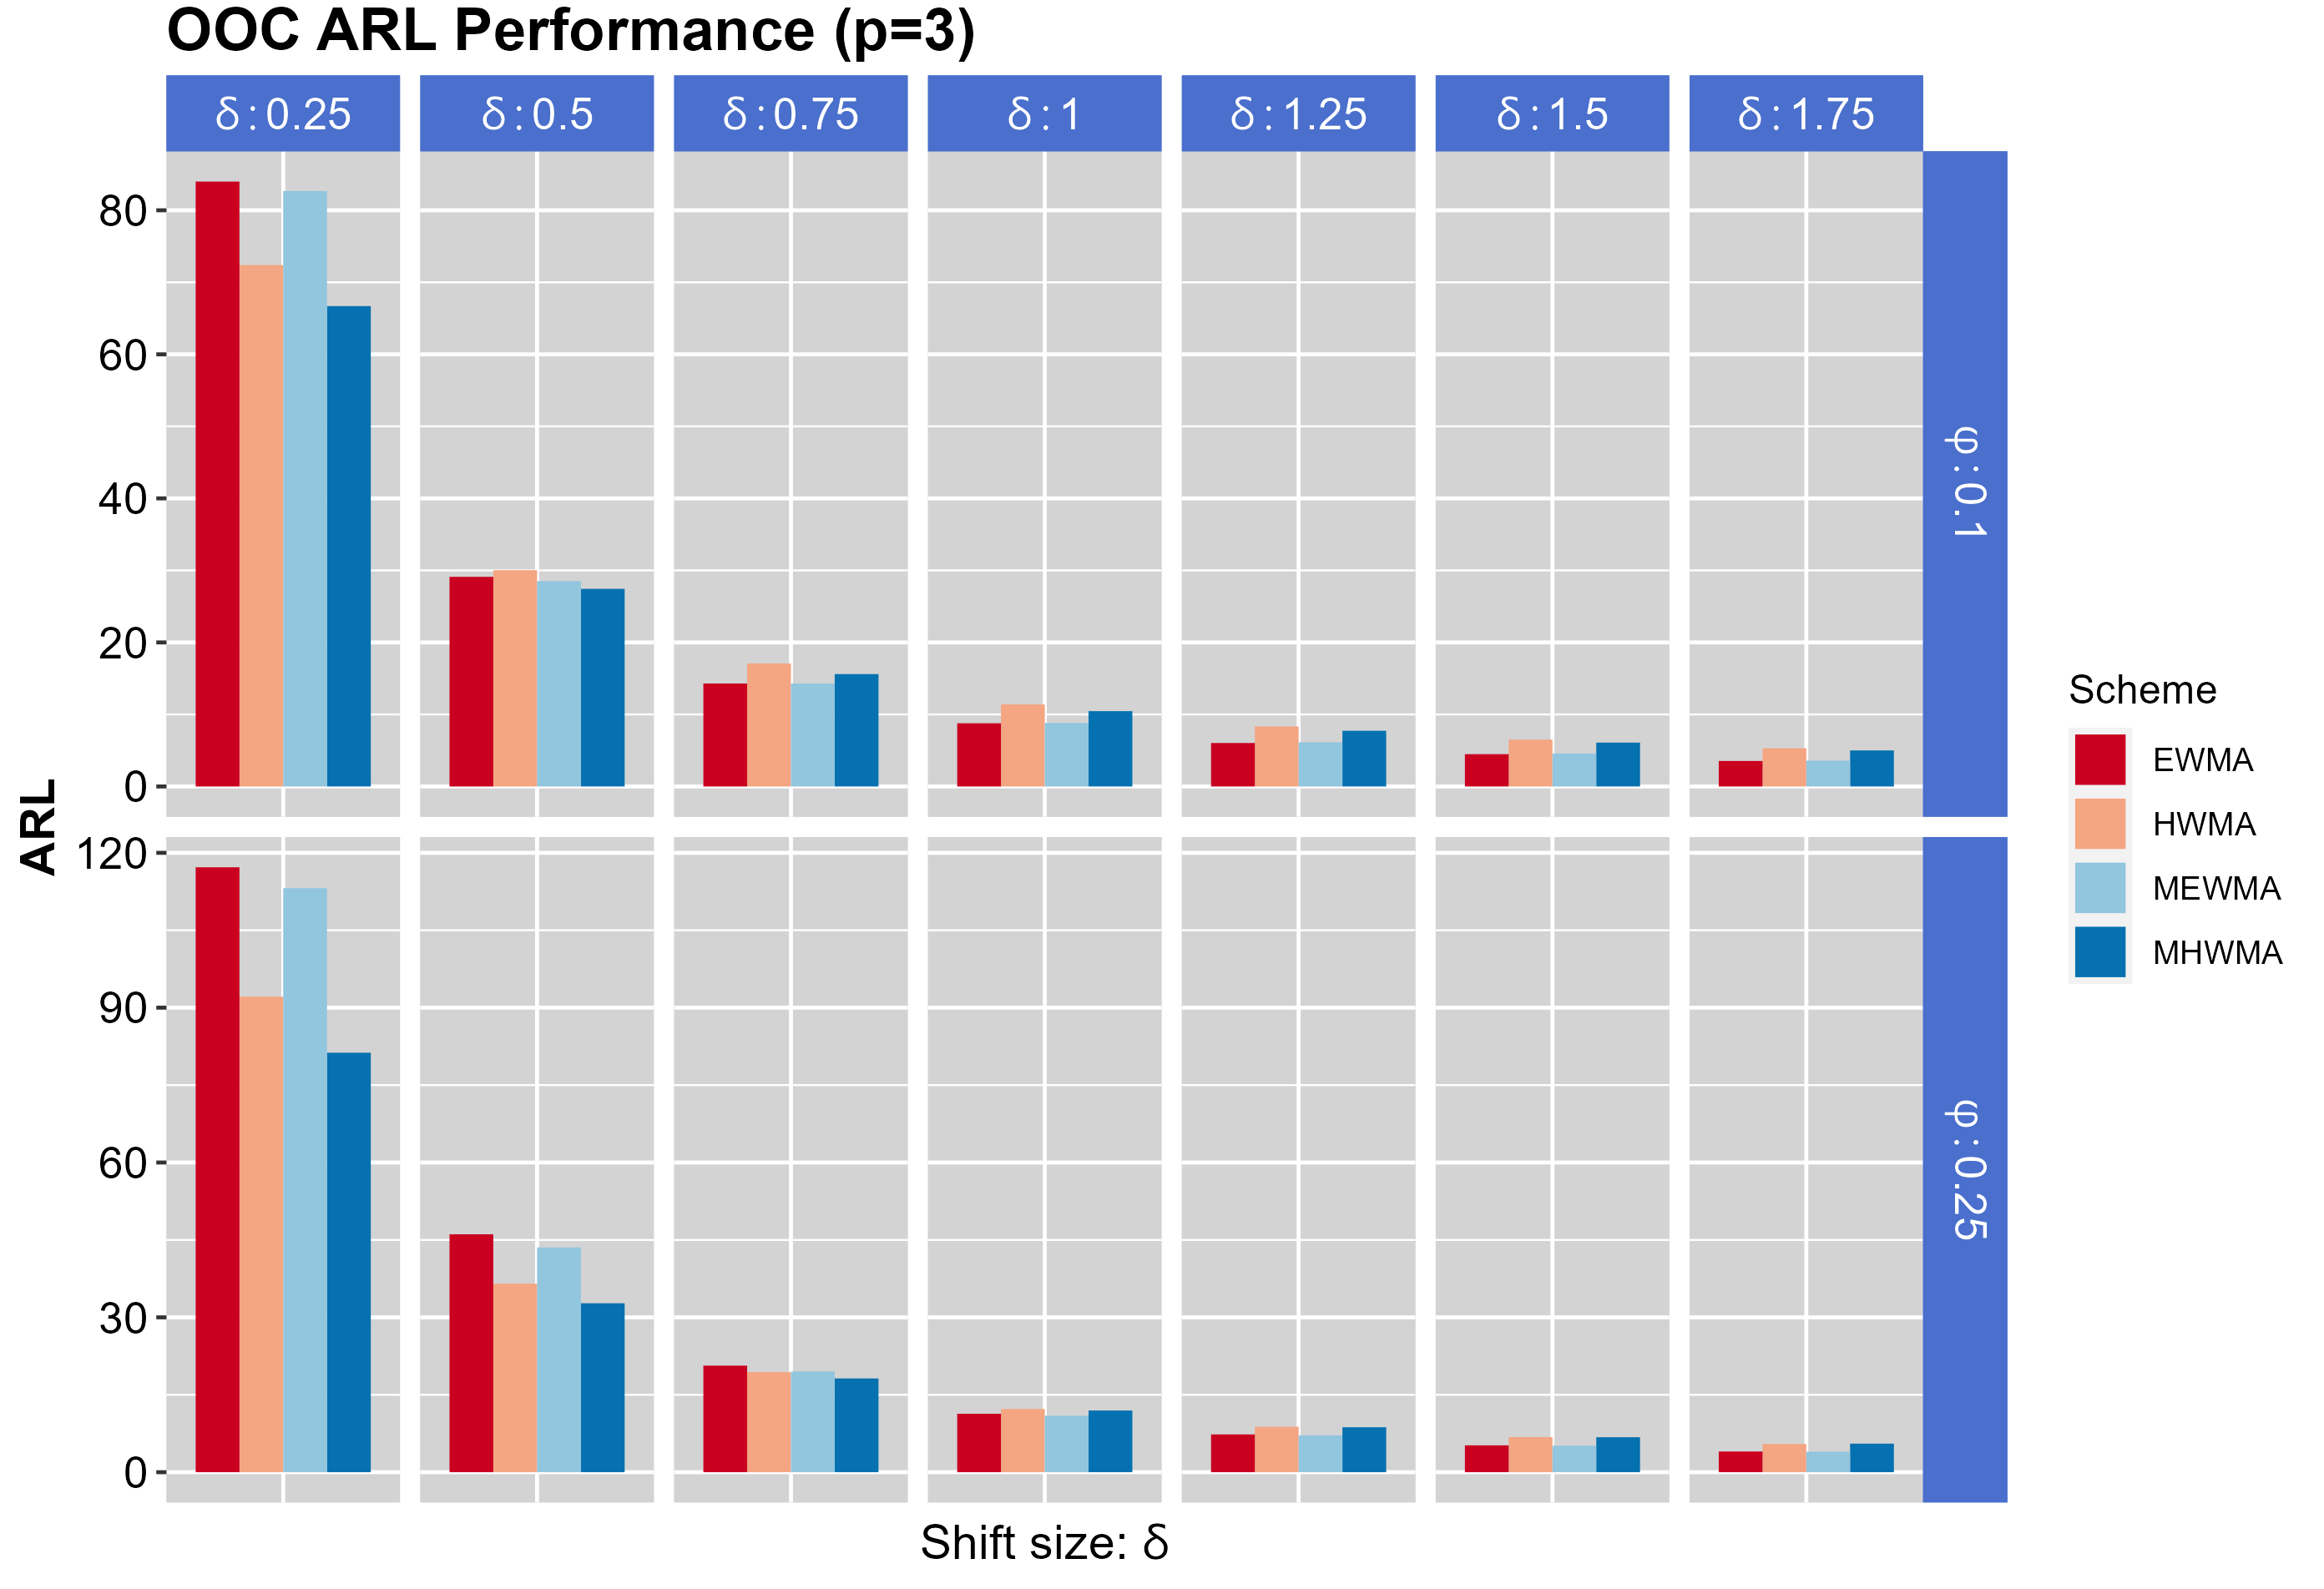 OOC ARL Performance (p=3)
δ:0.25 δ:0.5 δ:0.75 δ:1 δ:1.25 δ:1.5 δ:1.75
80
60
40
20
0
φ:0.1
ARL
120
90
60
30
0
φ:0.25
Shift size: δ
Scheme
EWMA
HWMA
MEWMA
MHWMA